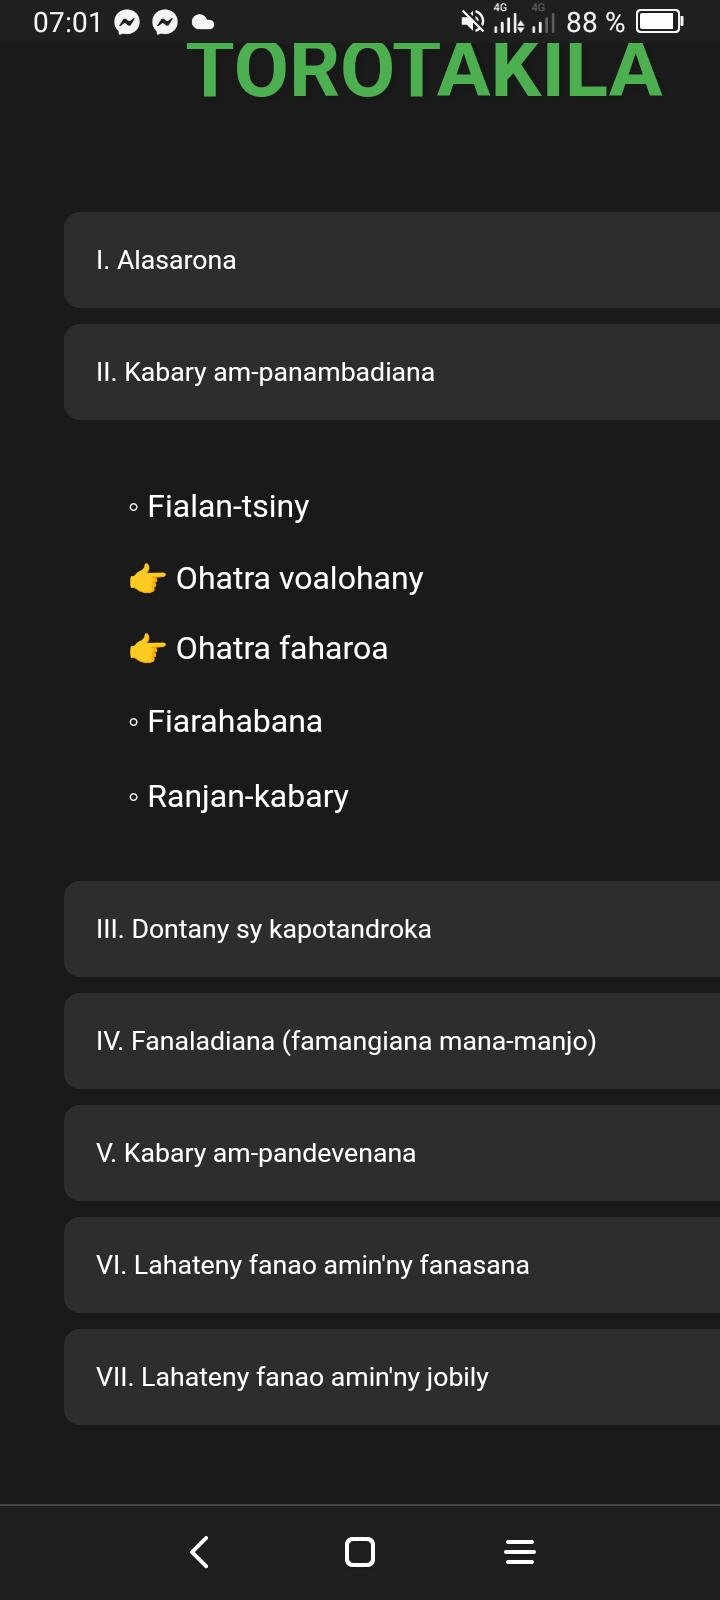 07:01 4G 4G 88 %
TOROTAKILA
I. Alasarona
II. Kabary am-panambadiana
◦ Fialan-tsiny
👉 Ohatra voalohany
👉 Ohatra faharoa
◦ Fiarahabana
◦ Ranjan-kabary
III. Dontany sy kapotandroka
IV. Fanaladiana (famangiana mana-manjo)
V. Kabary am-pandevenana
VI. Lahateny fanao amin'ny fanasana
VII. Lahateny fanao amin'ny jobily